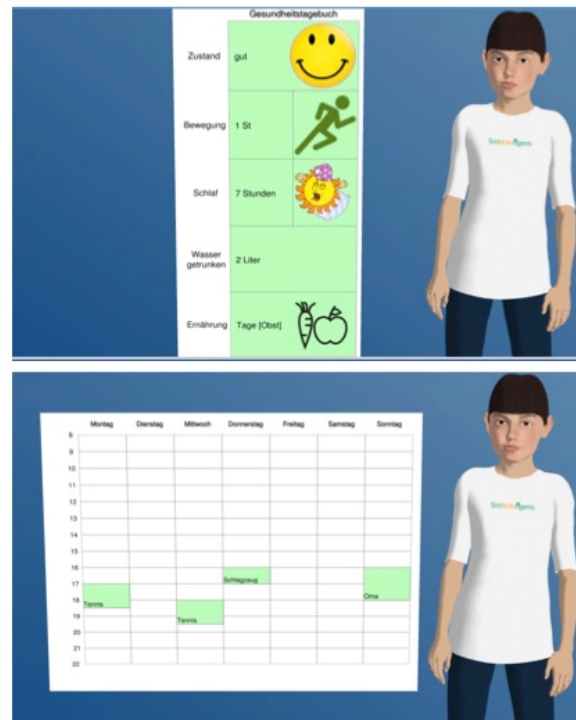 Gesundheitstagebuch
Zustand gut
Bewegung 1 St
Schlaf 7 Stunden
Wasser
getrunken 2 Liter
Ernährung Tage [Obst]
Montag Dienstag Mittwoch Donnerstag Freitag Samstag Sonntag
8
9
10
11
12
13
14
15
16
Schlagzeug
17
Oma
18
Tennis
19
Tennis
20
21
22